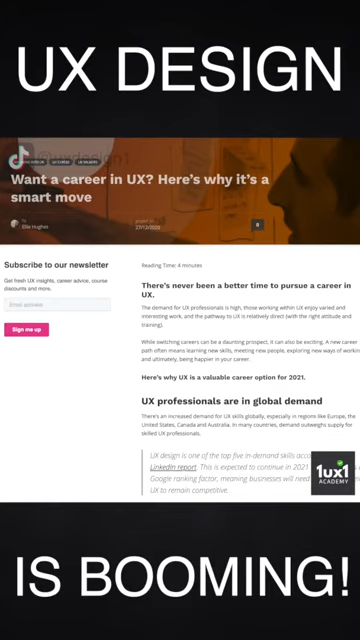 UX DESIGN
Want a career in UX? Here's why it's a
smart move
by
Ellie Hughes
27/12/2020
0
Subscribe to our newsletter
Get fresh UX insights, career advice, course
discounts and more.
Email address
Sign me up
Reading Time: 4 minutes
There's never been a better time to pursue a career in
UX.
The demand for UX professionals is high, those working within UX enjoy varied and
interesting work, and the pathway to UX is relatively direct (with the right attitude and
training).
While switching careers can be a daunting prospect, it can also be exciting. A new career
path often means learning new skills, meeting new people, exploring new ways of workin
and ultimately, being happier in your career.
Here's why UX is a valuable career option for 2021.
UX professionals are in global demand
There's an increased demand for UX skills globally, especially in regions like Europe, the
United States, Canada and Australia. In many countries, demand outweighs supply for
skilled UX professionals.
UX design is one of the top five in-demand skills acco
LinkedIn report. This is expected to continue in 2021
Google ranking factor, meaning businesses will need
UX to remain competitive.
1ux1
ACADEMY
IS BOOMING!